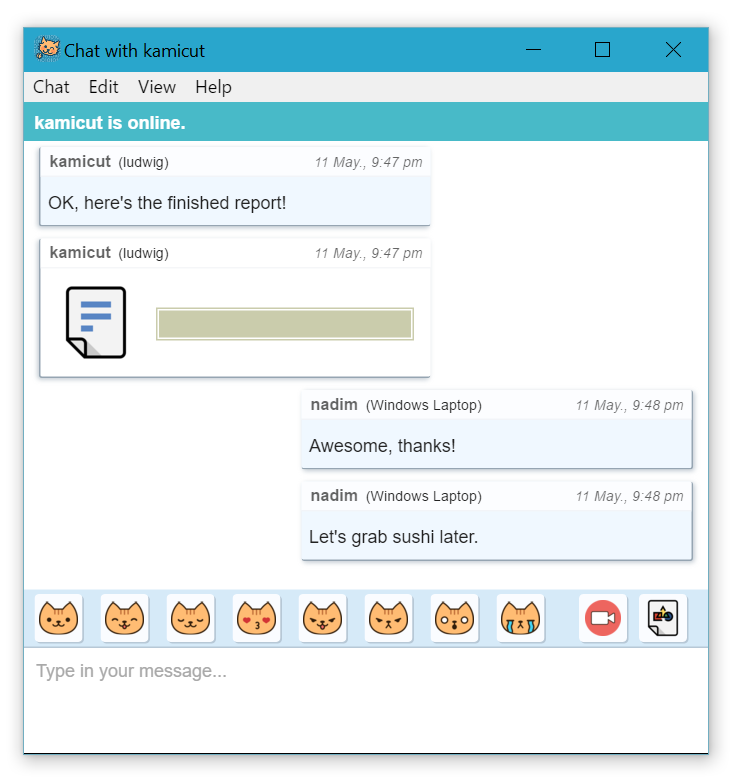 Chat with kamicut
Chat Edit View Help
kamicut is online.
kamicut (ludwig) 11 May., 9:47 pm
OK, here's the finished report!
kamicut (ludwig) 11 May., 9:47 pm
nadim (Windows Laptop) 11 May., 9:48 pm
Awesome, thanks!
nadim (Windows Laptop) 11 May., 9:48 pm
Let's grab sushi later.
Type in your message...